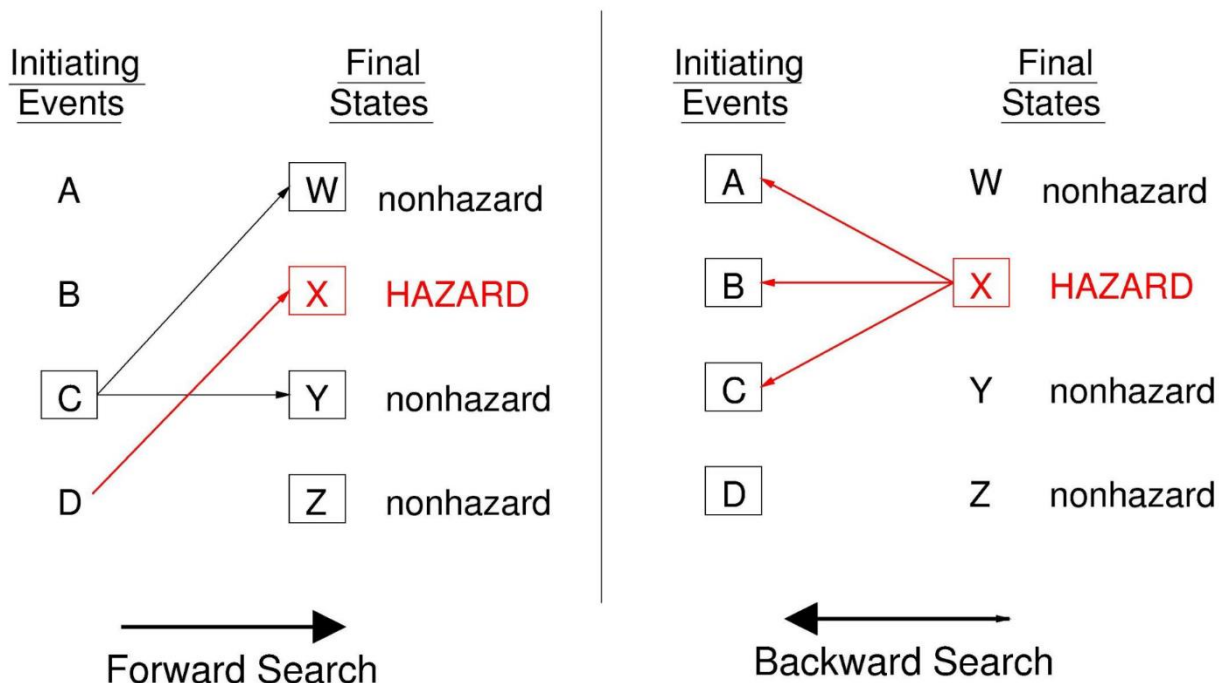 Initiating
Events
Final
States
A
W
nonhazard
B
X
HAZARD
C
Y
nonhazard
D
Z
nonhazard
Forward Search
Initiating
Events
Final
States
A
W
nonhazard
B
X
HAZARD
C
Y
nonhazard
D
Z
nonhazard
Backward Search